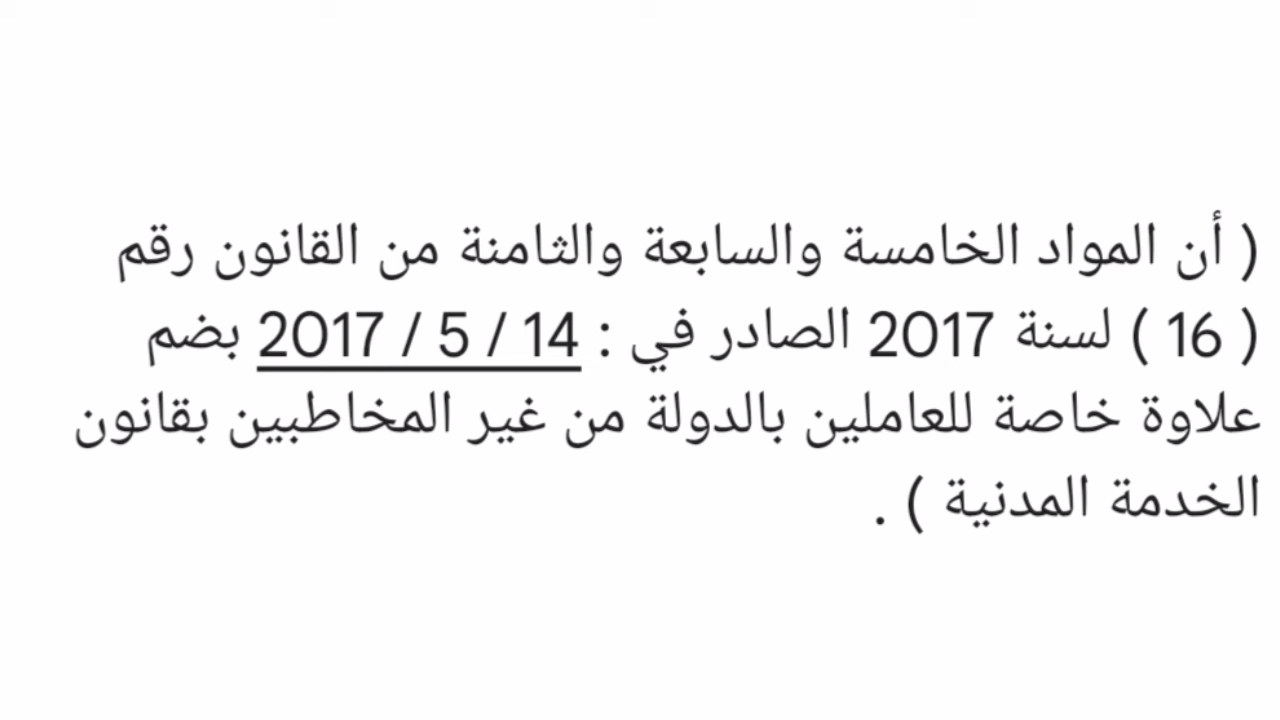 ( أن المواد الخامسة والسابعة والثامنة من القانون رقم
( 16 ) لسنة 2017 الصادر في : 14 / 5 / 2017 بضم
علاوة خاصة للعاملين بالدولة من غير المخاطبين بقانون
الخدمة المدنية ) .